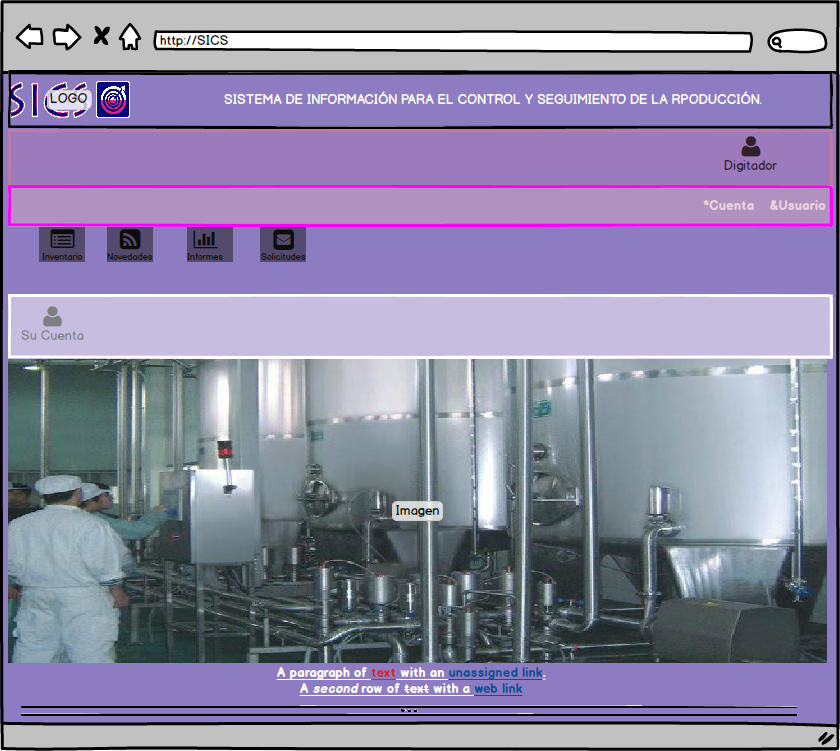 http://SICS
SICS LOGO
SISTEMA DE INFORMACIÓN PARA EL CONTROL Y SEGUIMIENTO DE LA RPODUCCIÓN.
Digitador
*Cuenta &Usuario
Inventario Novedades Informes Solicitudes
Su Cuenta
Imagen
A paragraph of text with an unassigned link.
A second row of text with a web link